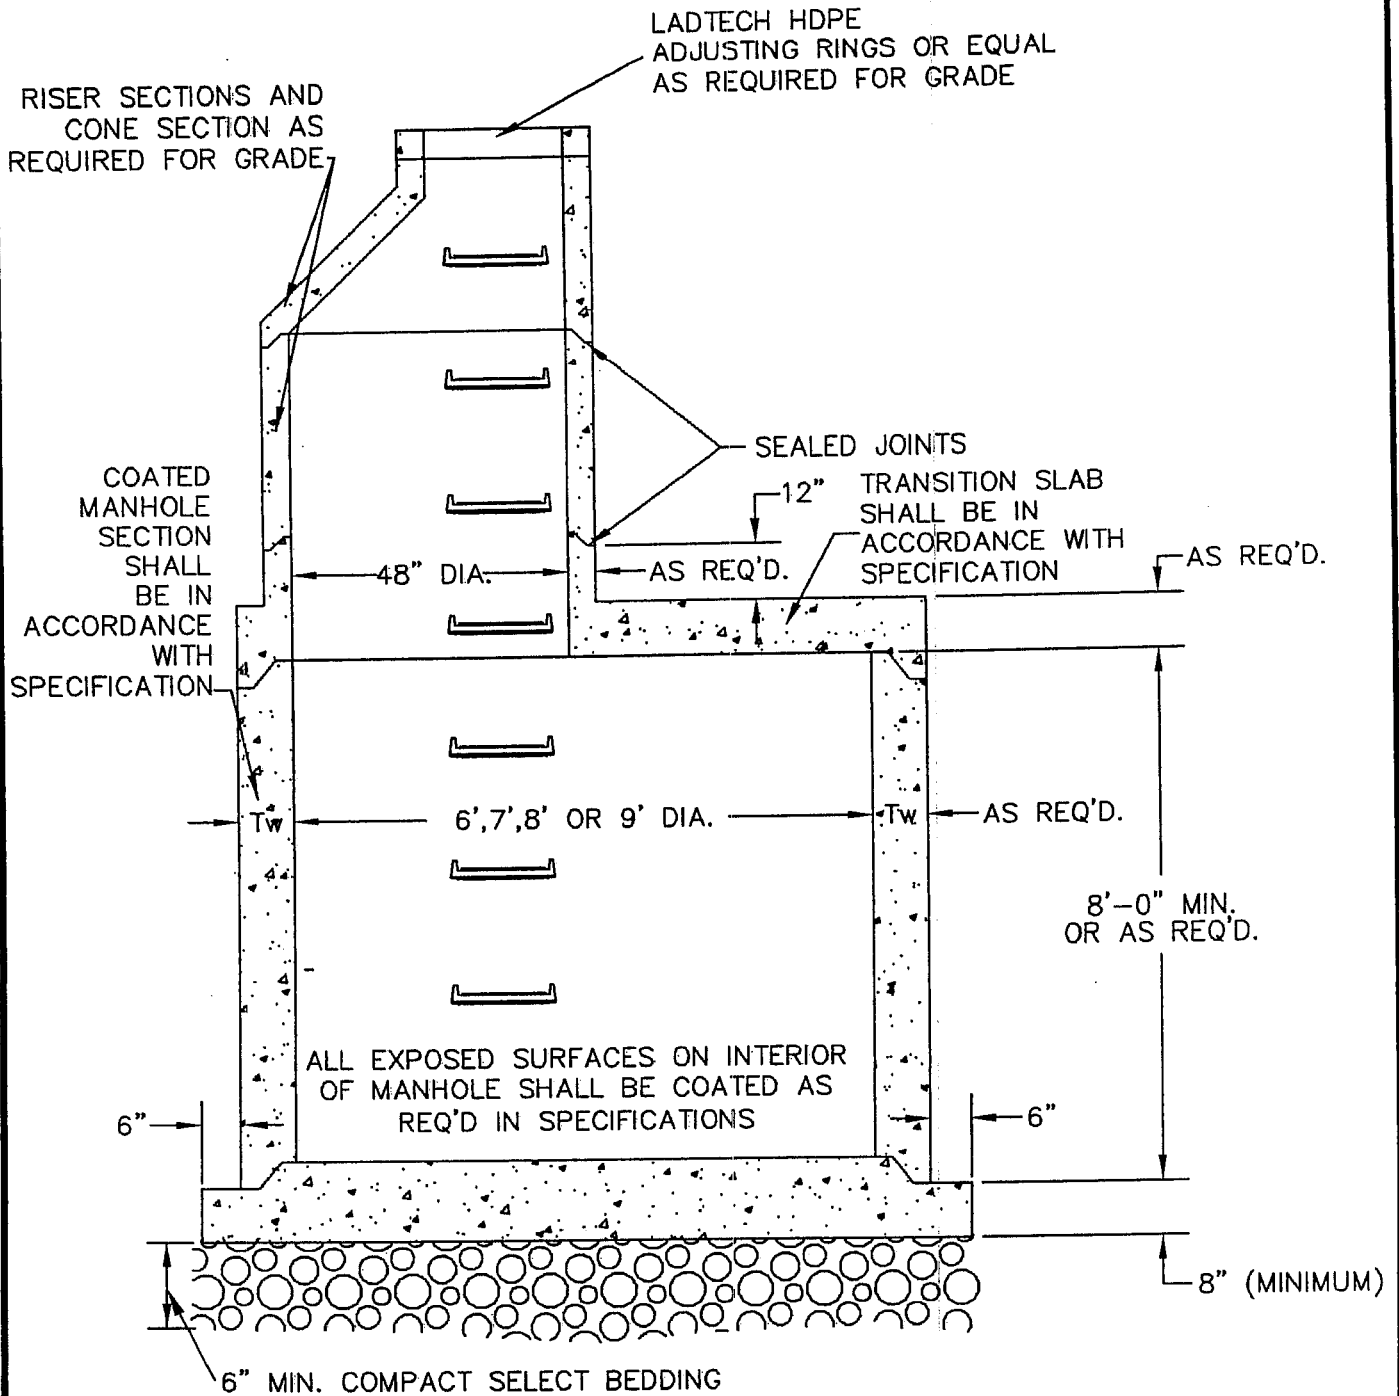 LADTECH HDPE
ADJUSTING RINGS OR EQUAL
AS REQUIRED FOR GRADE
RISER SECTIONS AND
CONE SECTION AS
REQUIRED FOR GRADE
SEALED JOINTS
COATED
MANHOLE
SECTION
SHALL
BE IN
ACCORDANCE
WITH
SPECIFICATION
12"
TRANSITION SLAB
SHALL BE IN
ACCORDANCE WITH
SPECIFICATION
AS REQ'D.
48" DIA.
AS REQ'D.
Tw
6',7',8' OR 9' DIA.
Tw
AS REQ'D.
8'-0" MIN.
OR AS REQ'D.
ALL EXPOSED SURFACES ON INTERIOR
OF MANHOLE SHALL BE COATED AS
REQ'D IN SPECIFICATIONS
6"
6"
8" (MINIMUM)
6" MIN. COMPACT SELECT BEDDING